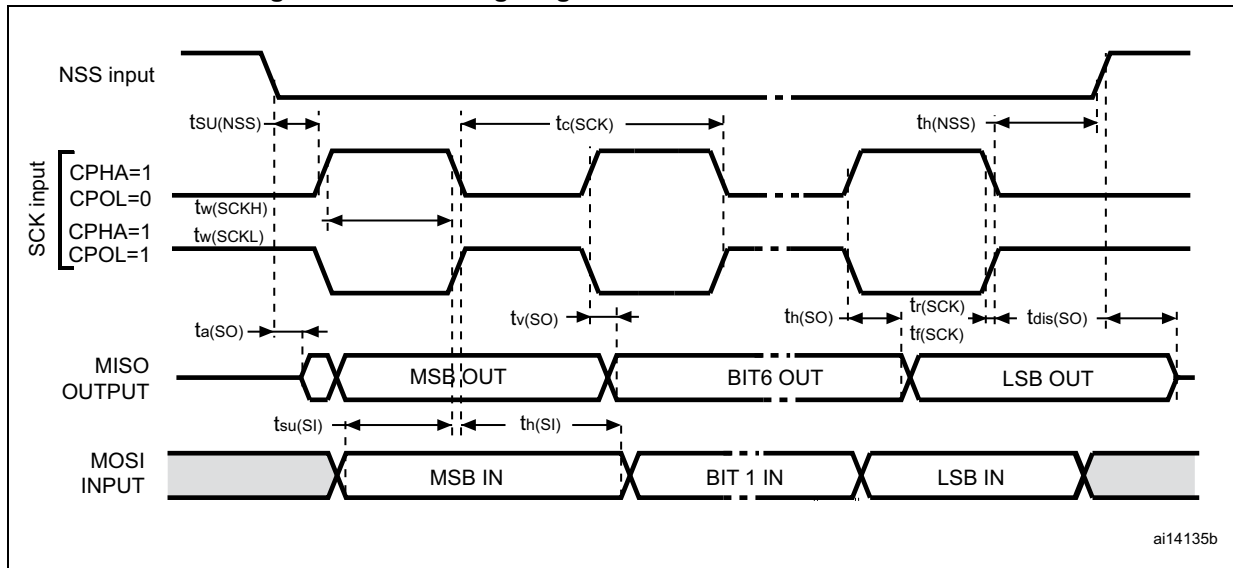 NSS input
tSU(NSS)
tc(SCK)
th(NSS)
SCK input
CPHA=1
CPOL=0
tw(SCKH)
CPHA=1
tw(SCKL)
CPOL=1
ta(SO)
tv(SO)
th(SO)
tr(SCK)
tf(SCK)
tdis(SO)
MISO
OUTPUT
MSB OUT
BIT6 OUT
LSB OUT
tsu(SI)
th(SI)
MOSI
INPUT
MSB IN
BIT 1 IN
LSB IN
ai14135b